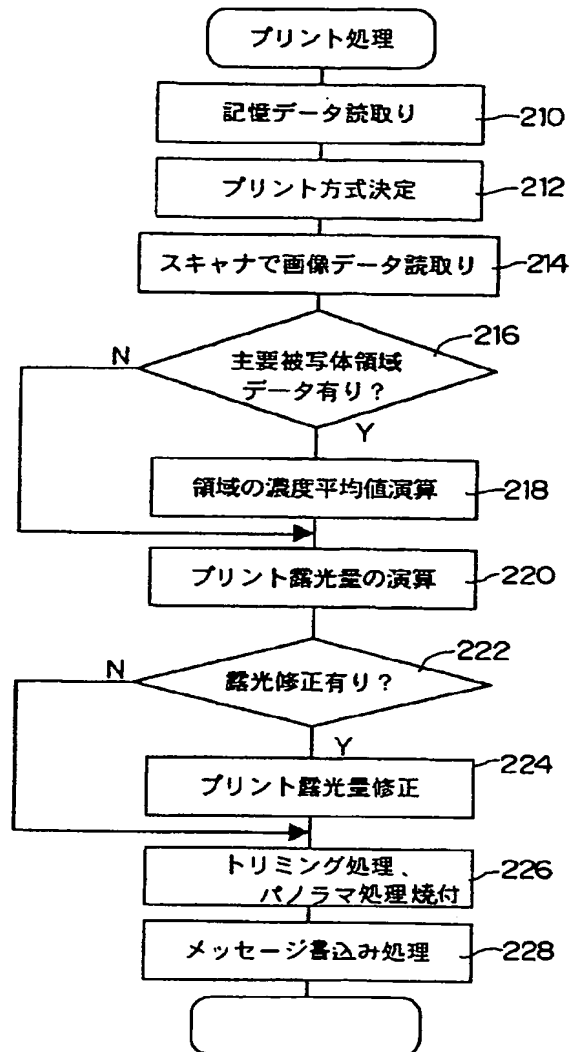 プリント処理
記憶データ読取り
210
プリント方式決定
212
スキャナで画像データ読取り
214
216
N
主要被写体領域
データ有り？
Y
領域の濃度平均値演算
218
プリント露光量の演算
220
222
N
露光修正有り？
Y
224
プリント露光量修正
トリミング処理、
パノラマ処理焼付
226
メッセージ書込み処理
228